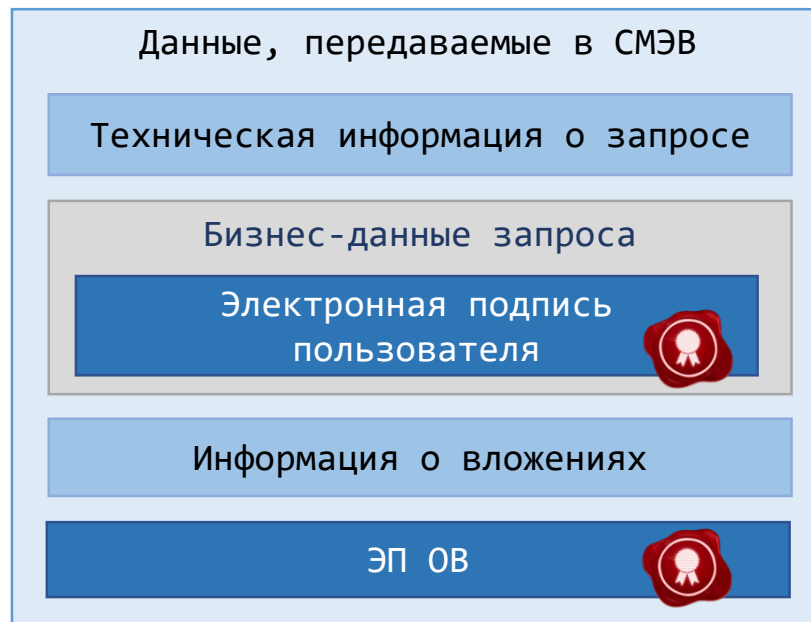 Данные, передаваемые в СМЭВ
Техническая информация о запросе
Бизнес-данные запроса
Электронная подпись
пользователя
Информация о вложениях
ЭП ОВ